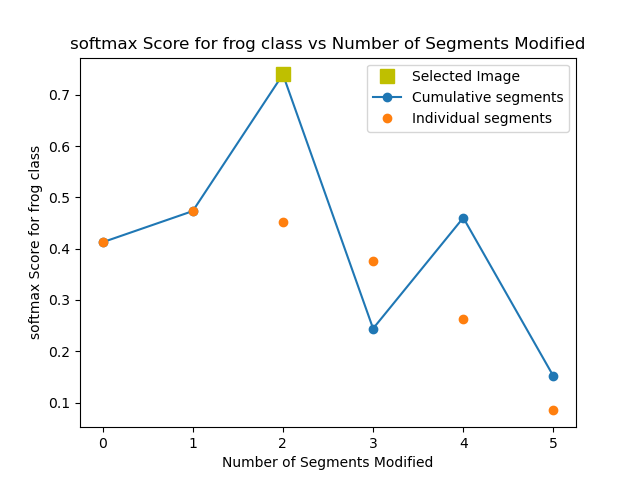 softmax Score for frog class vs Number of Segments Modified
Selected Image
Cumulative segments
Individual segments
softmax Score for frog class
0.7
0.6
0.5
0.4
0.3
0.2
0.1
0 1 2 3 4 5
Number of Segments Modified